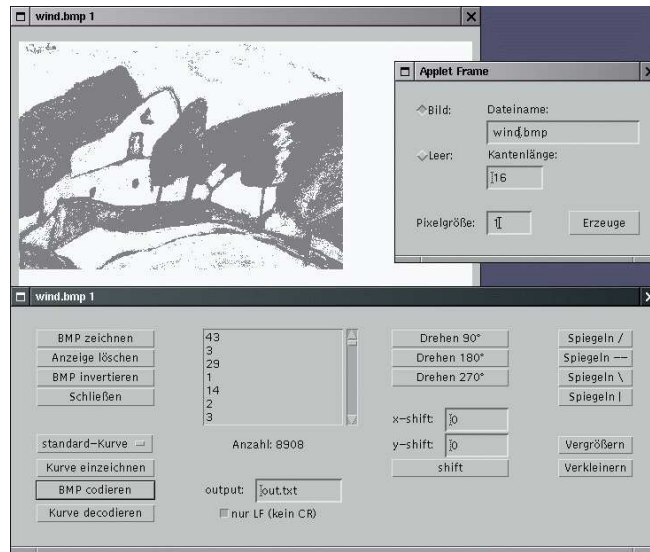 wind.bmp 1
Applet Frame
Bild:
Dateiname:
wind.bmp
Leer:
Kantenlänge:
16
Pixelgröße:
1
Erzeuge
wind.bmp 1
BMP zeichnen
Anzeige löschen
BMP invertieren
Schließen
standard-Kurve
Kurve einzeichnen
BMP codieren
Kurve decodieren
43
3
29
1
14
2
3
Anzahl: 8908
output:
out.txt
nur LF (kein CR)
Drehen 90°
Drehen 180°
Drehen 270°
x-shift:
0
y-shift:
0
shift
Spiegeln /
Spiegeln --
Spiegeln \
Spiegeln |
Vergrößern
Verkleinern